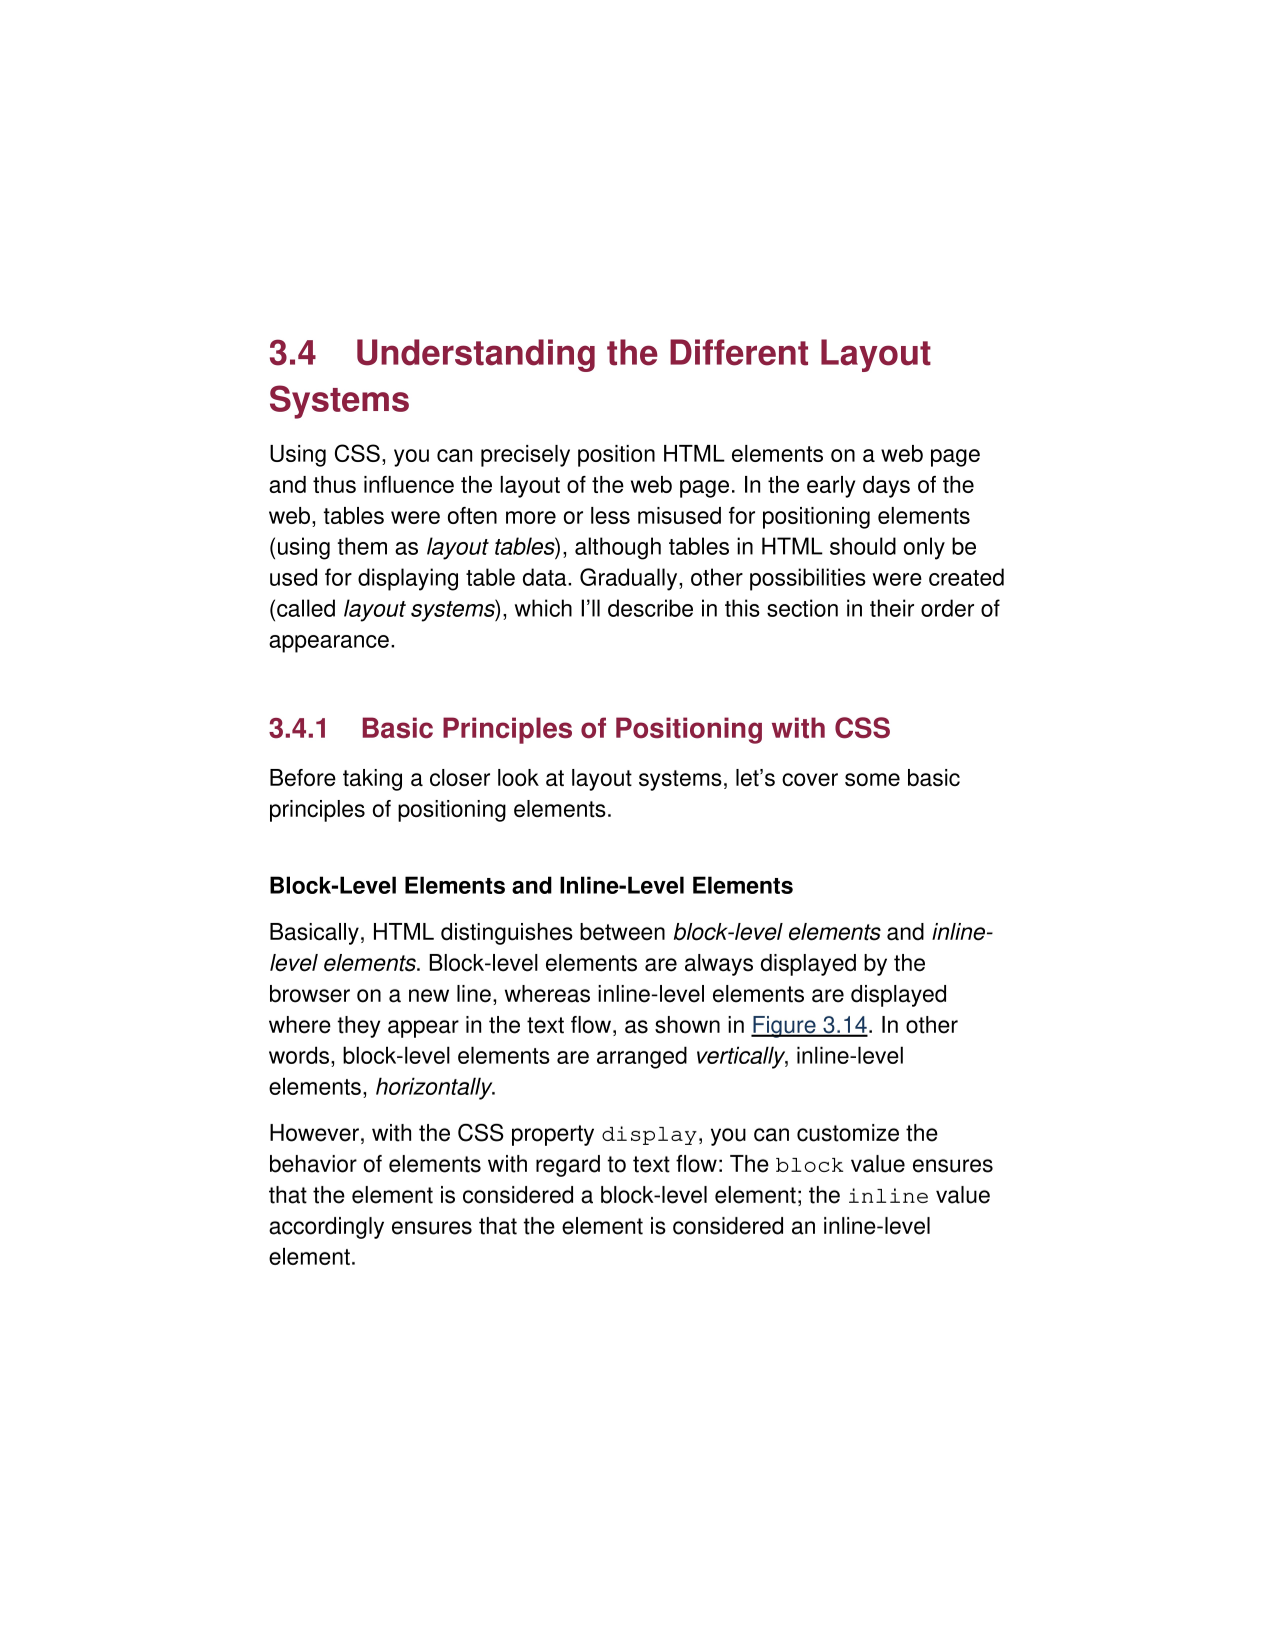 3.4 Understanding the Different Layout
Systems
Using CSS, you can precisely position HTML elements on a web page
and thus influence the layout of the web page. In the early days of the
web, tables were often more or less misused for positioning elements
(using them as layout tables), although tables in HTML should only be
used for displaying table data. Gradually, other possibilities were created
(called layout systems), which I’ll describe in this section in their order of
appearance.
3.4.1 Basic Principles of Positioning with CSS
Before taking a closer look at layout systems, let’s cover some basic
principles of positioning elements.
Block-Level Elements and Inline-Level Elements
Basically, HTML distinguishes between block-level elements and inline-
level elements. Block-level elements are always displayed by the
browser on a new line, whereas inline-level elements are displayed
where they appear in the text flow, as shown in Figure 3.14. In other
words, block-level elements are arranged vertically, inline-level
elements, horizontally.
However, with the CSS property display, you can customize the
behavior of elements with regard to text flow: The block value ensures
that the element is considered a block-level element; the inline value
accordingly ensures that the element is considered an inline-level
element.